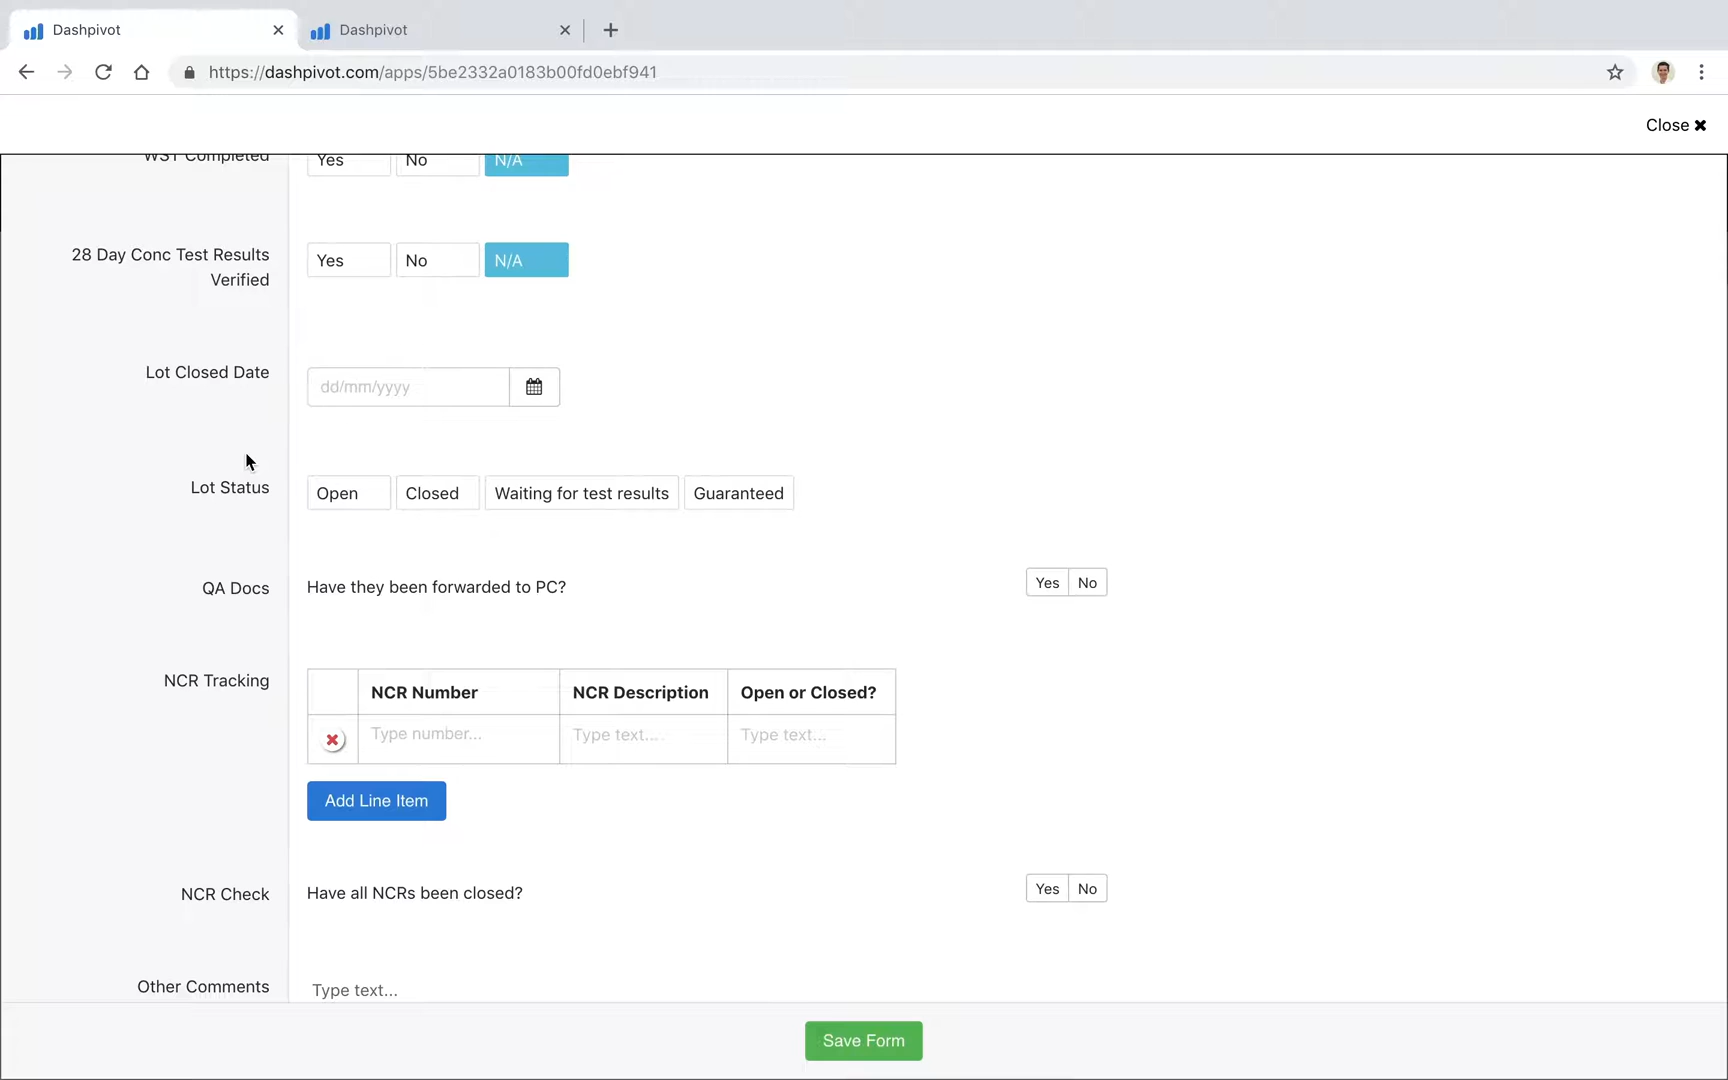 Dashpivot
Dashpivot
https://dashpivot.com/apps/5be2332a0183b00fd0ebf941
Close
WST Completed
Yes
No
N/A
28 Day Conc Test Results
Verified
Yes
No
N/A
Lot Closed Date
dd/mm/yyyy
Lot Status
Open
Closed
Waiting for test results
Guaranteed
QA Docs
Have they been forwarded to PC?
Yes
No
NCR Tracking
NCR Number
NCR Description
Open or Closed?
Type number...
Type text...
Type text...
Add Line Item
NCR Check
Have all NCRs been closed?
Yes
No
Other Comments
Type text...
Save Form